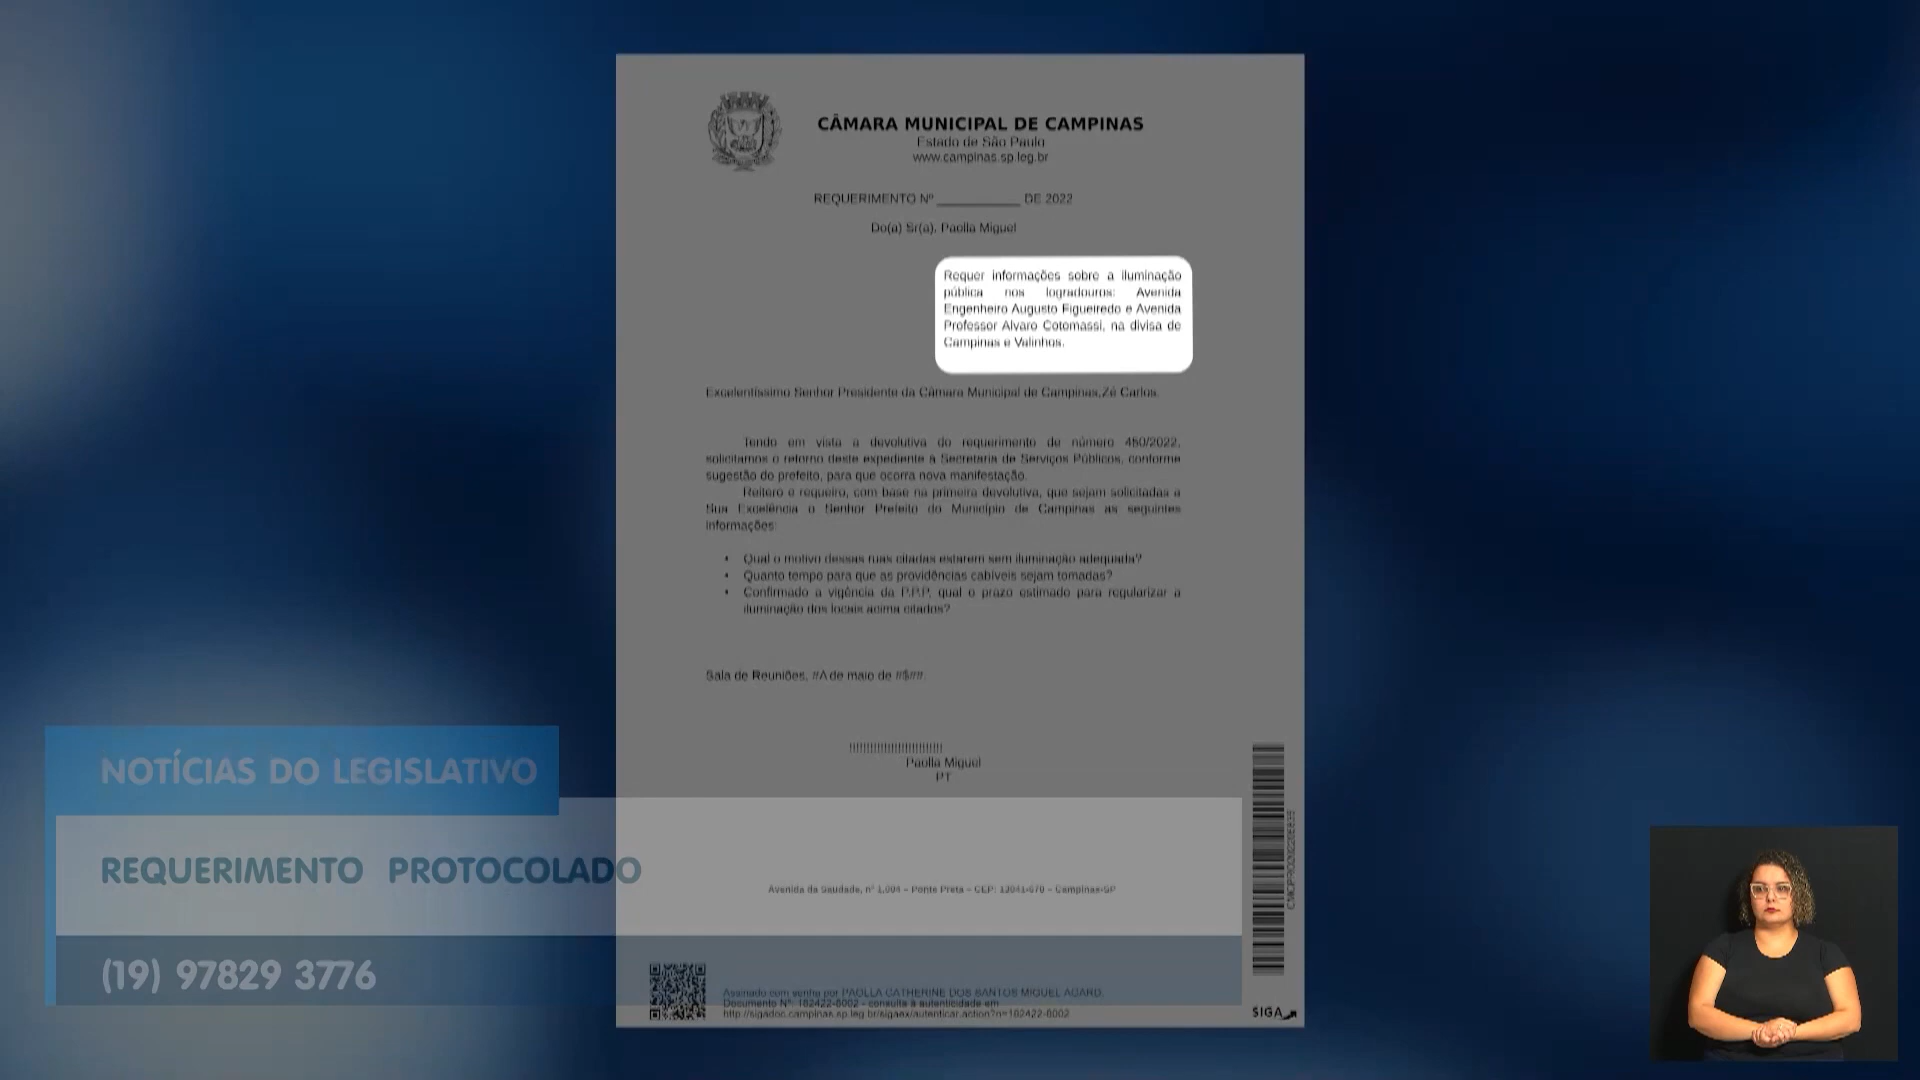 CÂMARA MUNICIPAL DE CAMPINAS
Estado de São Paulo
www.campinas.sp.leg.br
REQUERIMENTO Nº ____________ DE 2022
Do(a) Sr(a). Paolla Miguel
Requer informações sobre a iluminação
pública nos logradouros: Avenida
Engenheiro Augusto Figueiredo e Avenida
Professor Alvaro Cotomassi, na divisa de
Campinas e Valinhos.
Excelentíssimo Senhor Presidente da Câmara Municipal de Campinas,Zé Carlos.
Tendo em vista a devolutiva do requerimento de número 450/2022,
solicitamos o retorno deste expediente à Secretaria de Serviços Públicos, conforme
sugestão do prefeito, para que ocorra nova manifestação.
Reitero e requeiro, com base na primeira devolutiva, que sejam solicitadas a
Sua Excelência o Senhor Prefeito do Município de Campinas as seguintes
informações:
• Qual o motivo dessas ruas citadas estarem sem iluminação adequada?
• Quanto tempo para que as providências cabíveis sejam tomadas?
• Confirmado a vigência da P.P.P, qual o prazo estimado para regularizar a
iluminação dos locais acima citados?
Sala de Reuniões, #A de maio de #$##.
Paolla Miguel
PT
NOTÍCIAS DO LEGISLATIVO
REQUERIMENTO PROTOCOLADO
Avenida da Saudade, nº 1.004 – Ponte Preta – CEP: 13041-670 – Campinas-SP
(19) 97829 3776
Assinado com senha por PAOLLA CATHERINE DOS SANTOS MIGUEL AGARD.
Documento Nº: 182422-8002 - consulta à autenticidade em
http://sigadoc.campinas.sp.leg.br/sigaex/autenticar.action?n=182422-8002
SIGA